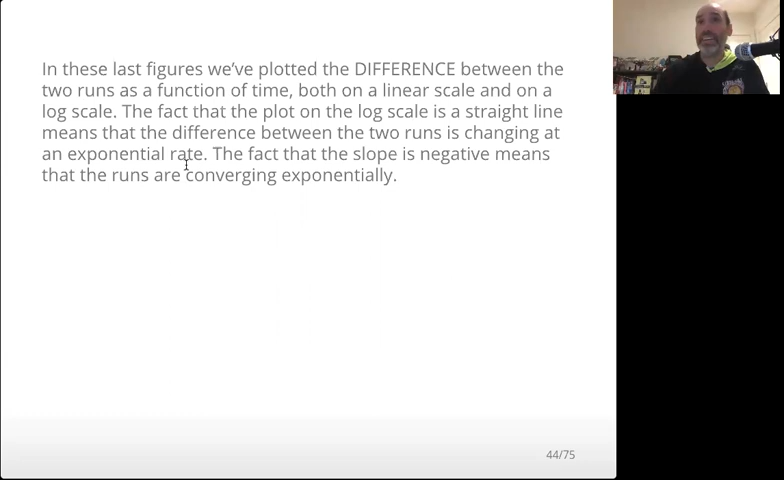 In these last figures we've plotted the DIFFERENCE between the
two runs as a function of time, both on a linear scale and on a
log scale. The fact that the plot on the log scale is a straight line
means that the difference between the two runs is changing at
an exponential rate. The fact that the slope is negative means
that the runs are converging exponentially.
44/75